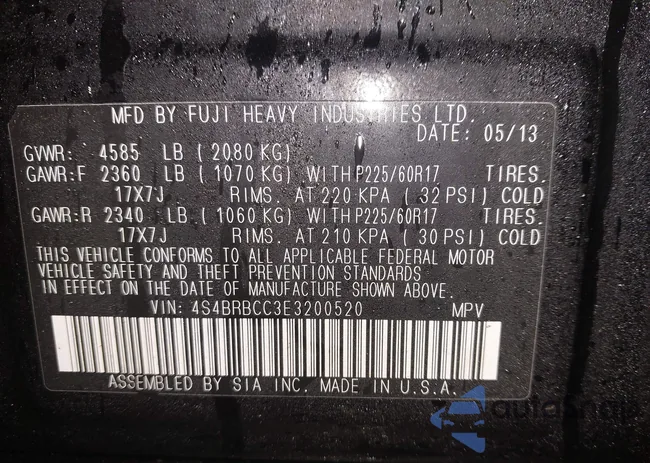 MFD BY FUJI HEAVY INDUSTRIES LTD.
DATE: 05/13
GVWR: 4585 LB ( 2080 KG)
GAWR:F 2360 LB ( 1070 KG) WITHP225/60R17 TIRES.
17X7J RIMS. AT 220 KPA ( 32 PSI) COLD
GAWR:R 2340 LB ( 1060 KG) WITHP225/60R17 TIRES.
17X7J RIMS. AT 210 KPA ( 30 PSI) COLD
THIS VEHICLE CONFORMS TO ALL APPLICABLE FEDERAL MOTOR
VEHICLE SAFETY AND THEFT PREVENTION STANDARDS
IN EFFECT ON THE DATE OF MANUFACTURE SHOWN ABOVE.
VIN: 4S4BRBCC3E3200520 MPV
ASSEMBLED BY SIA INC. MADE IN U.S.A.
autoSnap